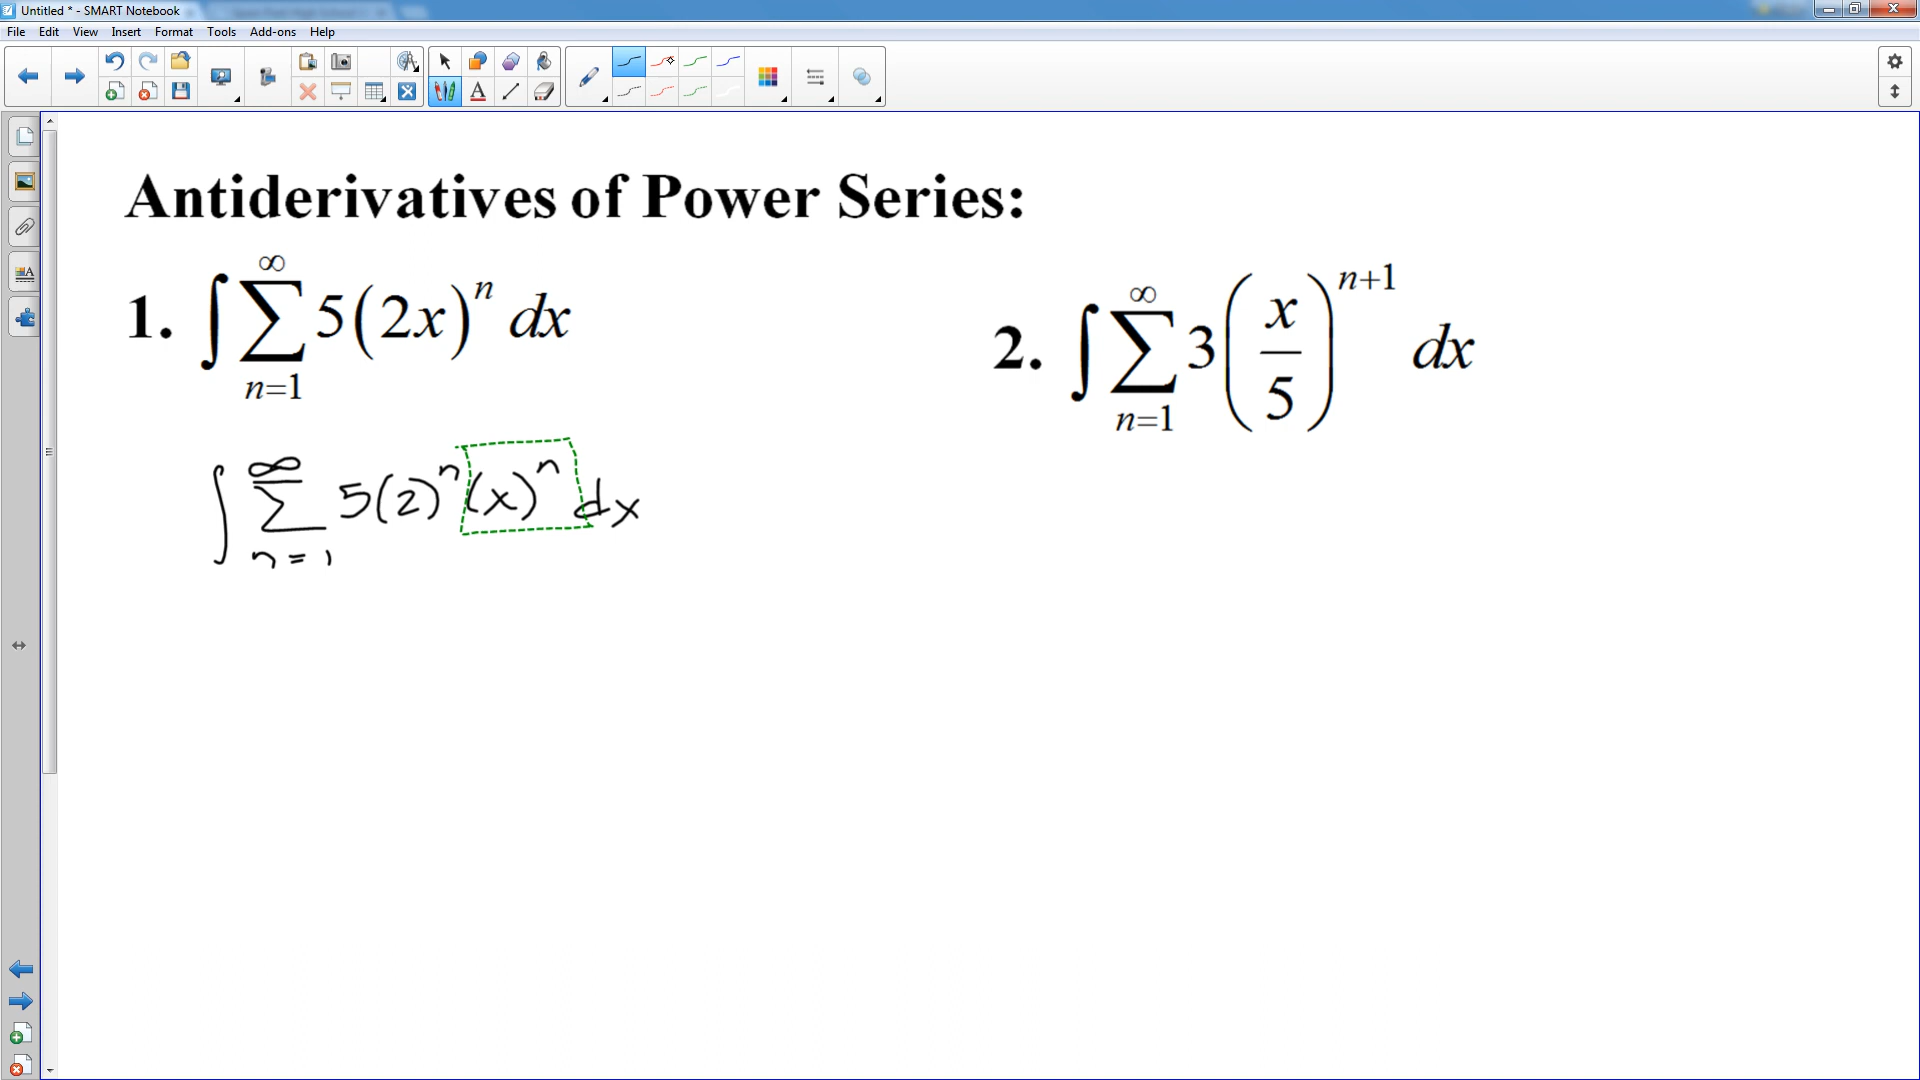 Untitled * - SMART Notebook
File Edit View Insert Format Tools Add-ons Help
Antiderivatives of Power Series:
1. ∫ ∞ ∑ n=1 5(2x)^n dx
2. ∫ ∞ ∑ n=1 3(x/5)^(n+1) dx
∫ ∞ ∑ n=1 5(2)^n (x)^n dx